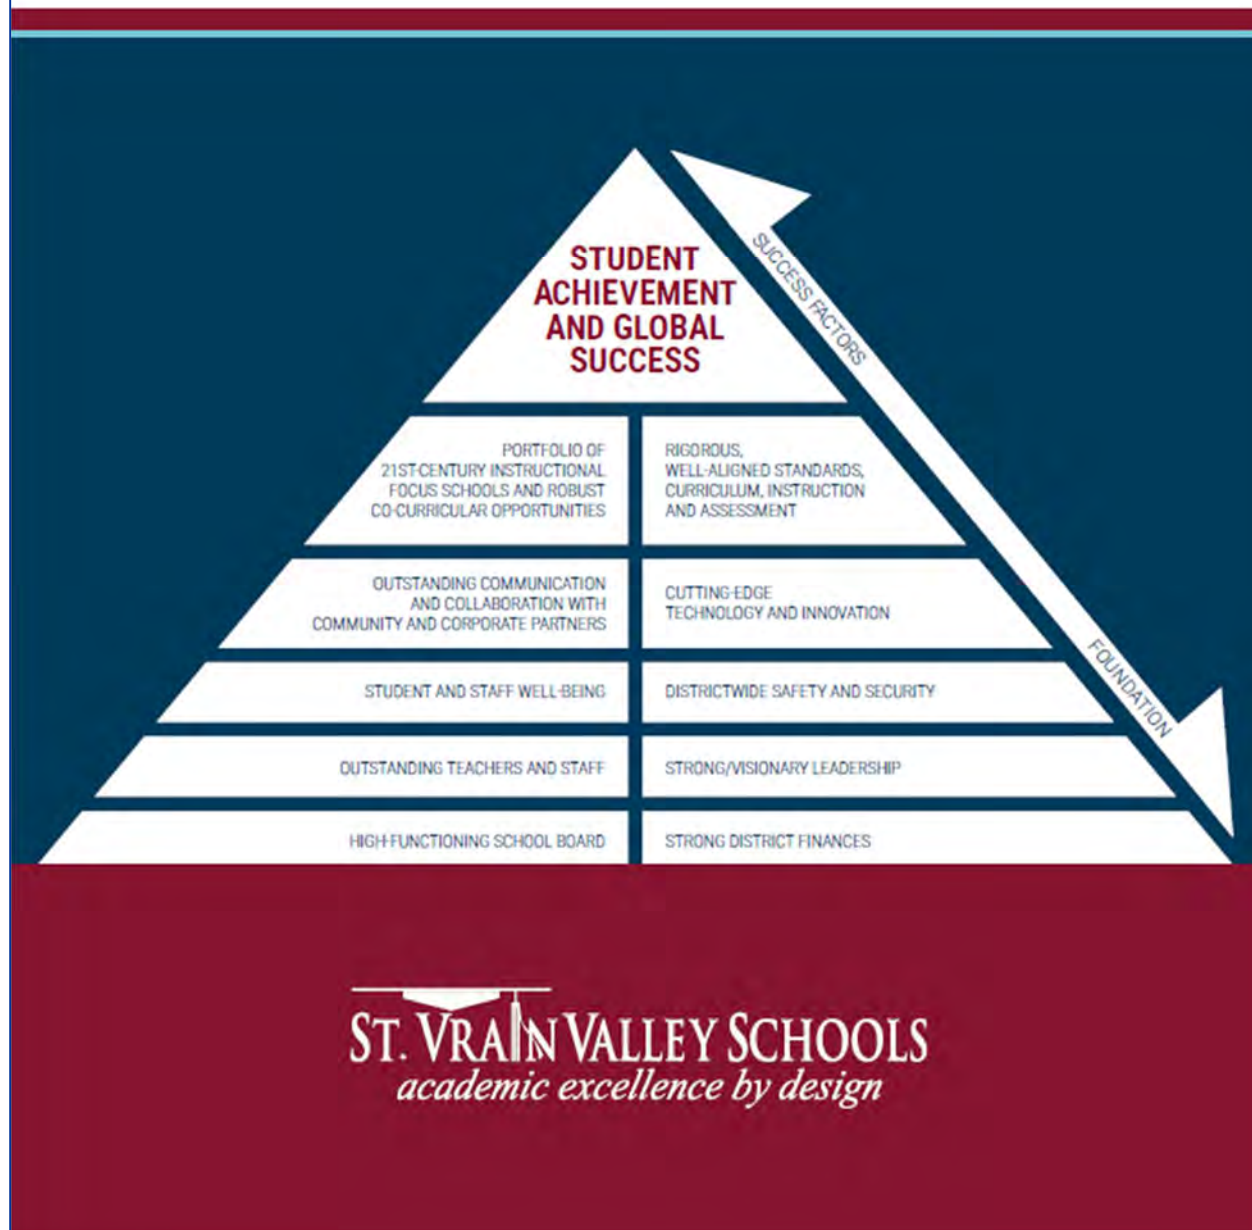 STUDENT
ACHIEVEMENT
AND GLOBAL
SUCCESS
SUCCESS FACTORS
PORTFOLIO OF
21ST-CENTURY INSTRUCTIONAL
FOCUS SCHOOLS AND ROBUST
CO-CURRICULAR OPPORTUNITIES
RIGOROUS,
WELL-ALIGNED STANDARDS,
CURRICULUM, INSTRUCTION
AND ASSESSMENT
OUTSTANDING COMMUNICATION
AND COLLABORATION WITH
COMMUNITY AND CORPORATE PARTNERS
CUTTING-EDGE
TECHNOLOGY AND INNOVATION
FOUNDATION
STUDENT AND STAFF WELL-BEING
DISTRICTWIDE SAFETY AND SECURITY
OUTSTANDING TEACHERS AND STAFF
STRONG/VISIONARY LEADERSHIP
HIGH-FUNCTIONING SCHOOL BOARD
STRONG DISTRICT FINANCES
ST. VRAIN VALLEY SCHOOLS
academic excellence by design